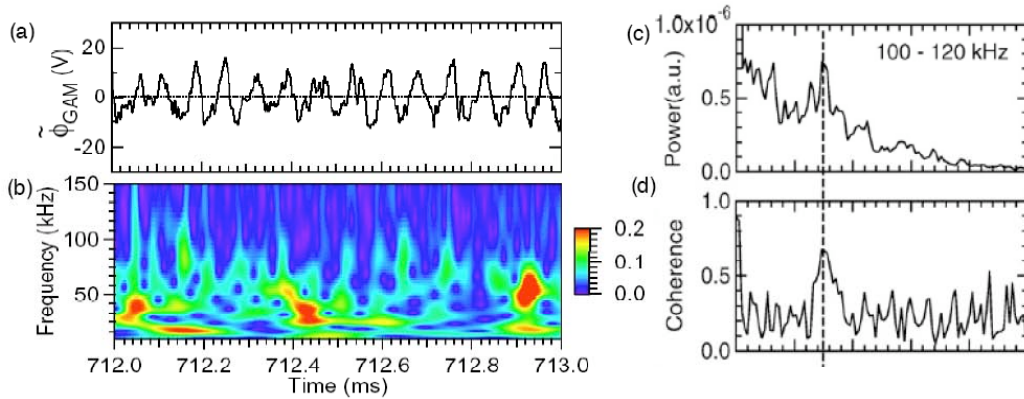 (a)
20
0
-20
ϕ̃GAM (V)
(b)
150
100
50
Frequency (kHz)
0.2
0.1
0.0
712.0 712.2 712.4 712.6 712.8 713.0
Time (ms)
(c)
1.0x10-6
0.5
0.0
Power(a.u.)
100 - 120 kHz
(d)
1.0
0.5
0.0
Coherence